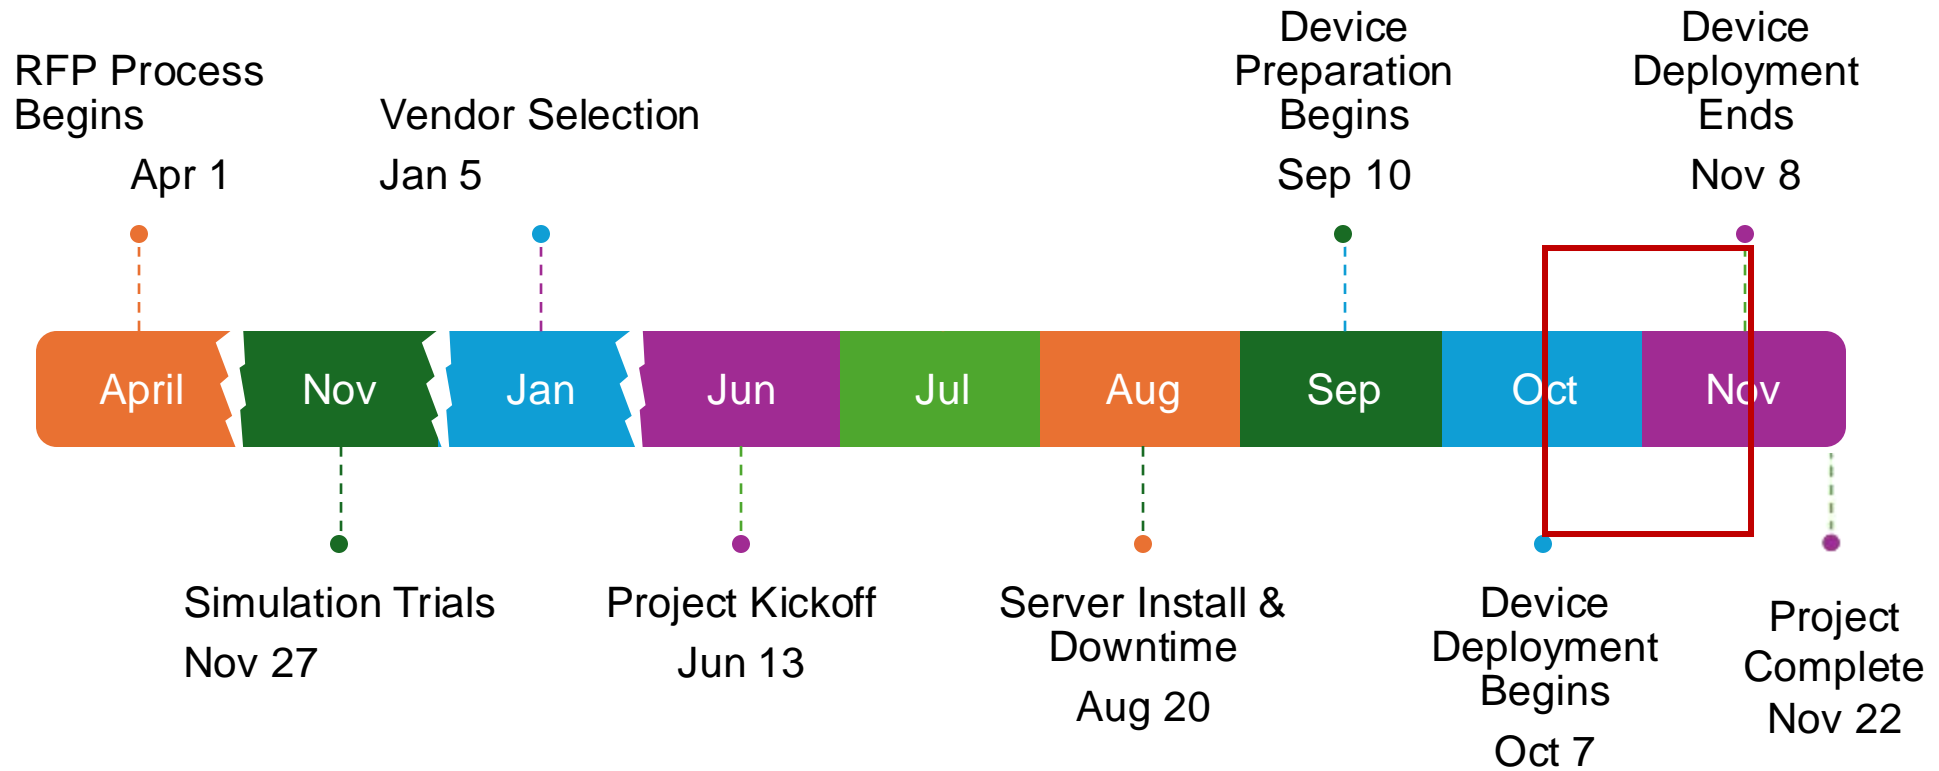 RFP Process
Begins
Apr 1
Vendor Selection
Jan 5
Device
Preparation
Begins
Sep 10
Device
Deployment
Ends
Nov 8
April
Nov
Jan
Jun
Jul
Aug
Sep
Oct
Nov
Simulation Trials
Nov 27
Project Kickoff
Jun 13
Server Install &
Downtime
Aug 20
Device
Deployment
Begins
Oct 7
Project
Complete
Nov 22